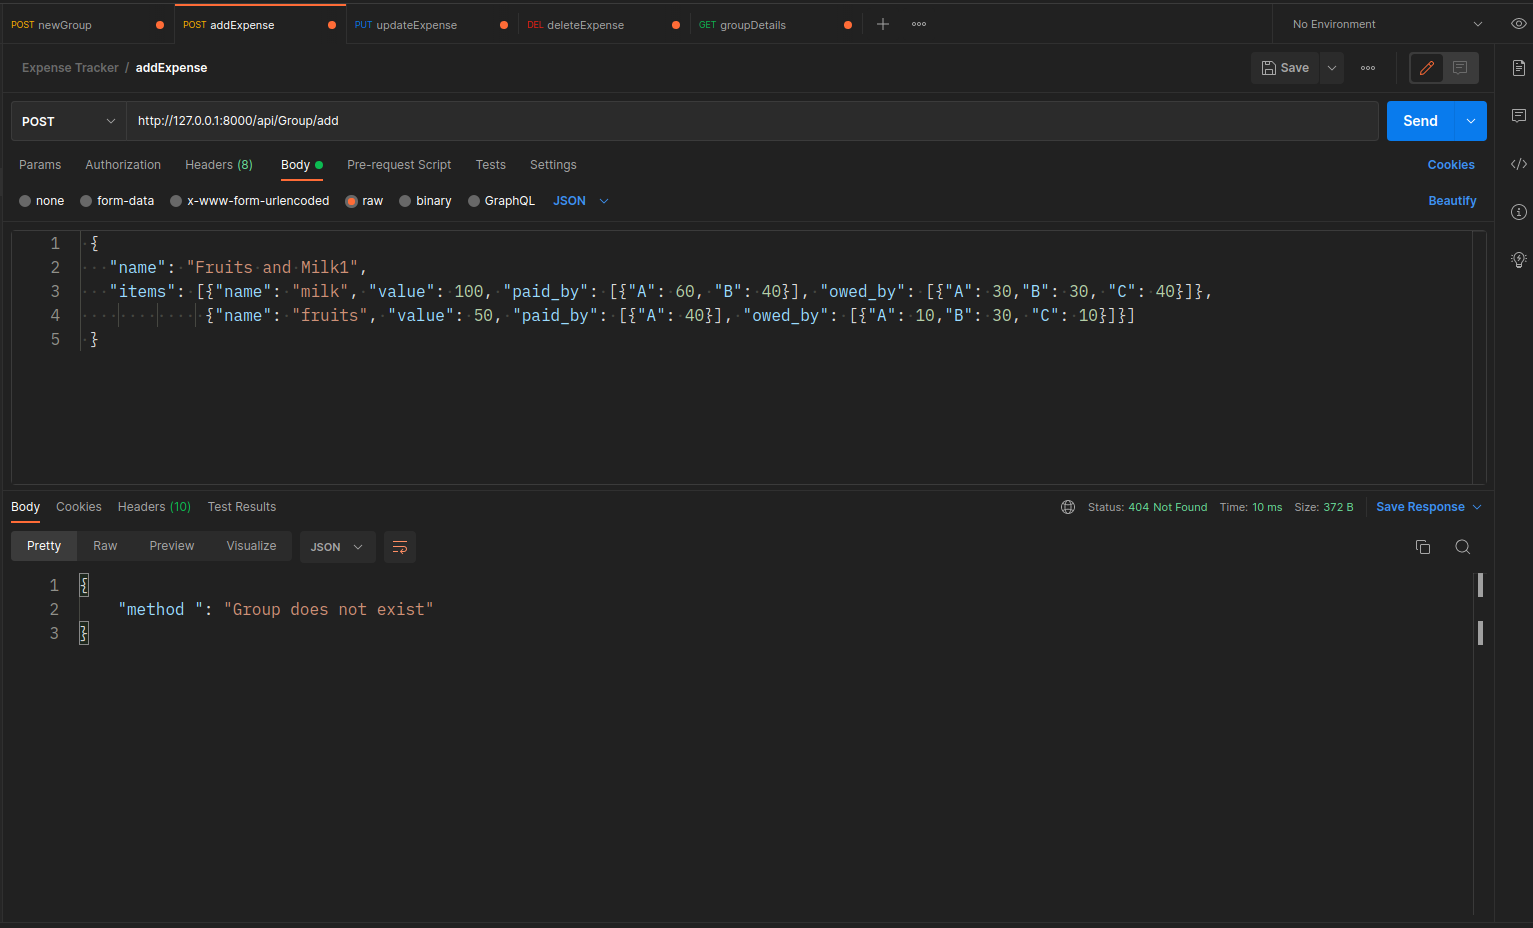 POST newGroup POST addExpense PUT updateExpense DEL deleteExpense GET groupDetails No Environment
Expense Tracker / addExpense Save
POST http://127.0.0.1:8000/api/Group/add Send
Params Authorization Headers (8) Body Pre-request Script Tests Settings Cookies
none form-data x-www-form-urlencoded raw binary GraphQL JSON Beautify
1 {
2 "name": "Fruits and Milk1",
3 "items": [{"name": "milk", "value": 100, "paid_by": [{"A": 60, "B": 40}], "owed_by": [{"A": 30,"B": 30, "C": 40}]},
4 {"name": "fruits", "value": 50, "paid_by": [{"A": 40}], "owed_by": [{"A": 10,"B": 30, "C": 10}]}]
5 }
Body Cookies Headers (10) Test Results Status: 404 Not Found Time: 10 ms Size: 372 B Save Response
Pretty Raw Preview Visualize JSON
1 {
2 "method ": "Group does not exist"
3 }